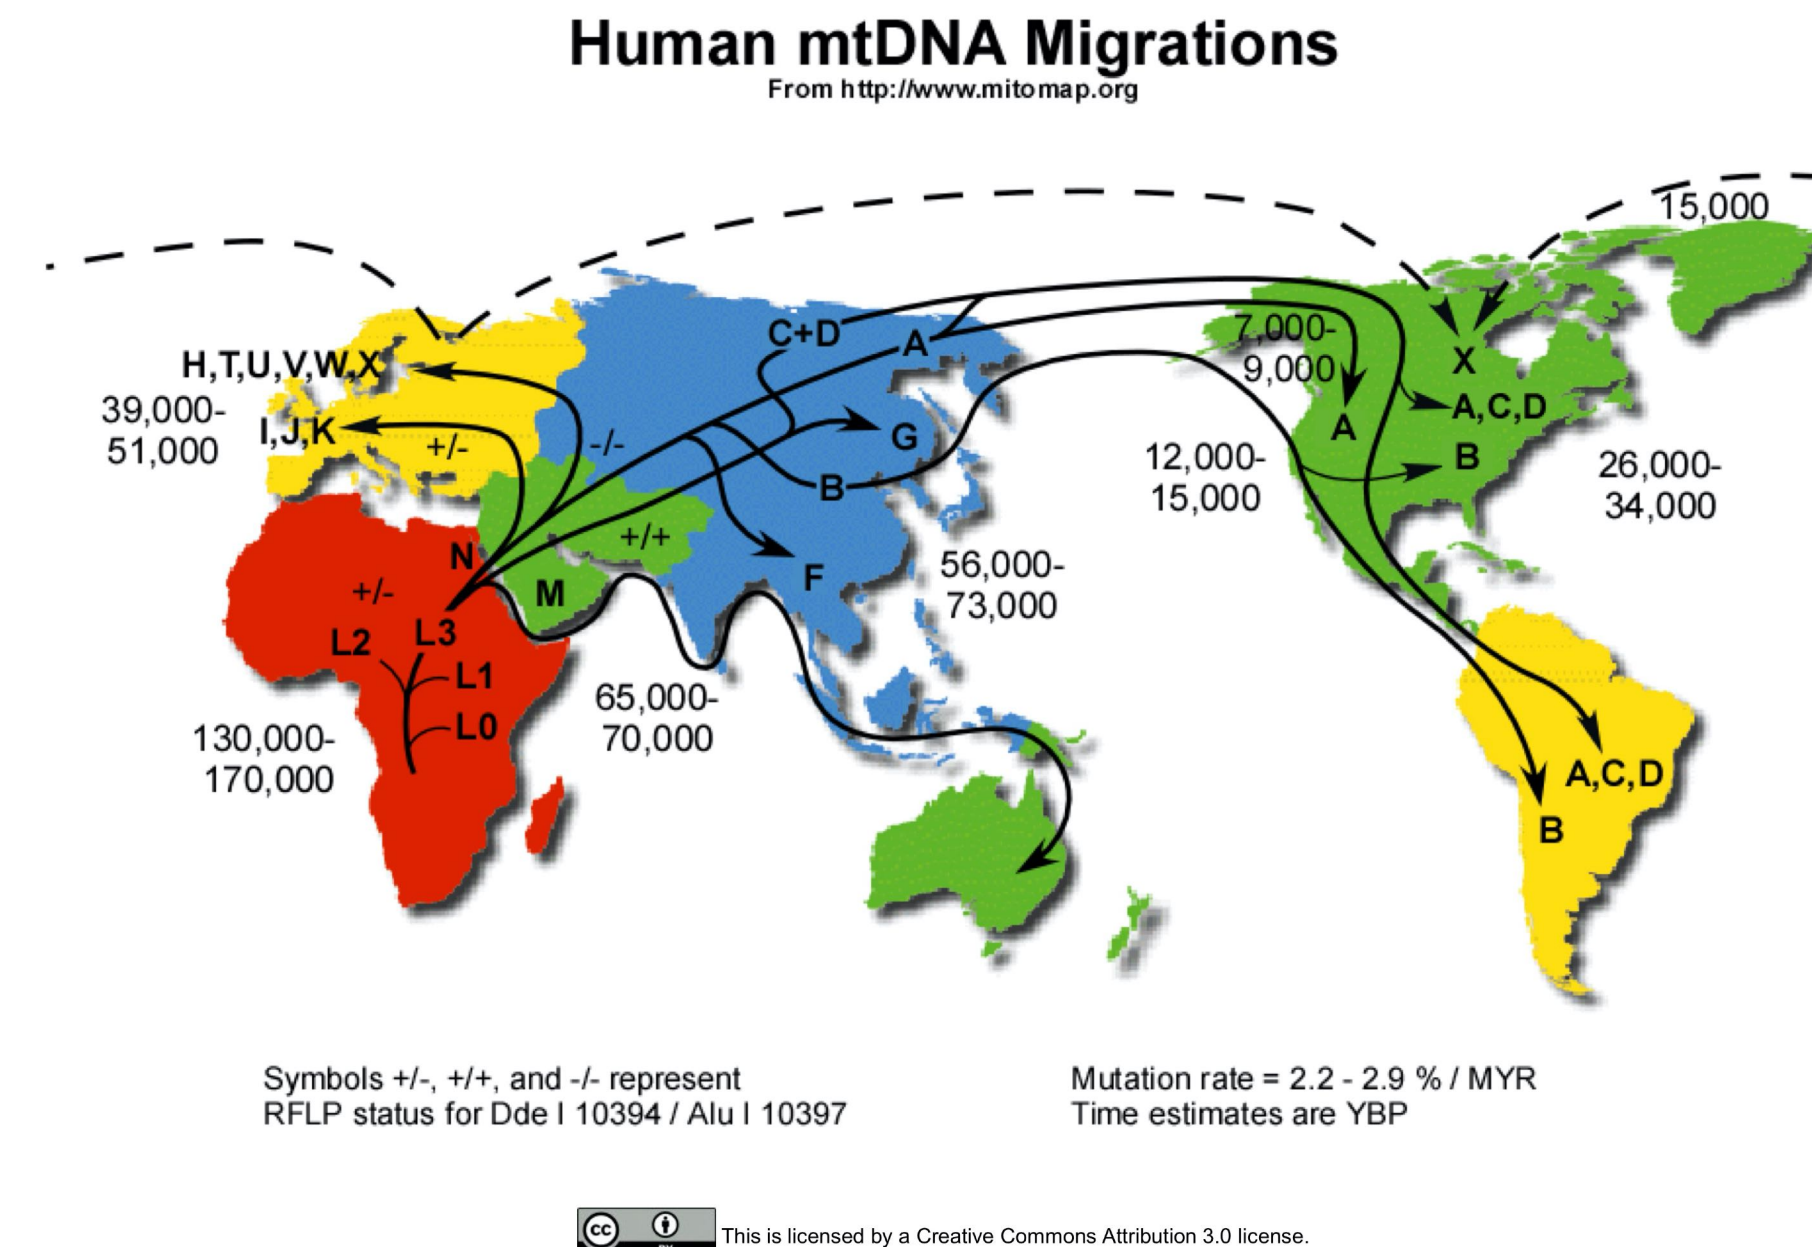 Human mtDNA Migrations
From http://www.mitomap.org
15,000
H,T,U,V,W,X
39,000-
51,000
I,J,K
+/-
-/-
C+D
A
G
B
F
+/+
N
M
+/-
L3
L2
L1
L0
130,000-
170,000
65,000-
70,000
56,000-
73,000
7,000-
9,000
A
X
A,C,D
B
12,000-
15,000
26,000-
34,000
A,C,D
B
Symbols +/-, +/+, and -/- represent
RFLP status for Dde I 10394 / Alu I 10397
Mutation rate = 2.2 - 2.9 % / MYR
Time estimates are YBP
cc
This is licensed by a Creative Commons Attribution 3.0 license.